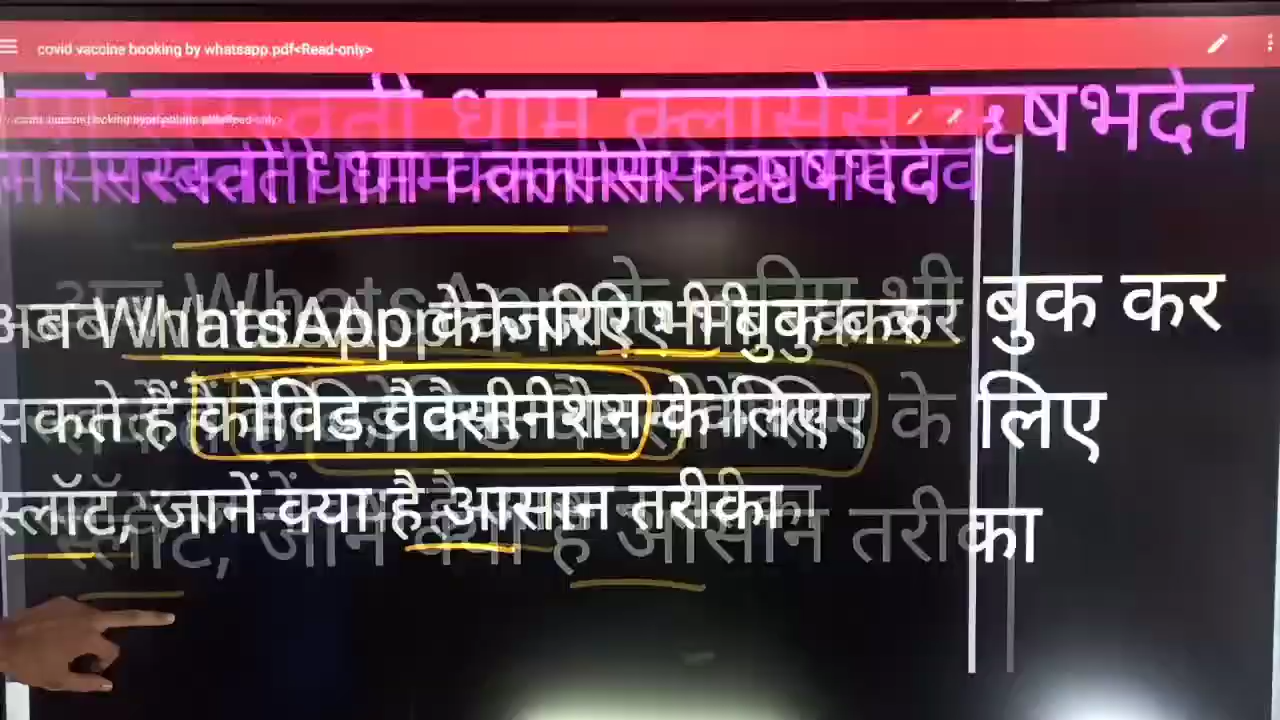 covid vaccine booking by whatsapp.pdf<Read-only>
मां सरस्वती धाम क्लासेस ऋषभदेव
अब WhatsApp के जरिए भी बुक कर
सकते हैं कोविड वैक्सीनेशन के लिए
स्लॉट, जानें क्या है आसान तरीका